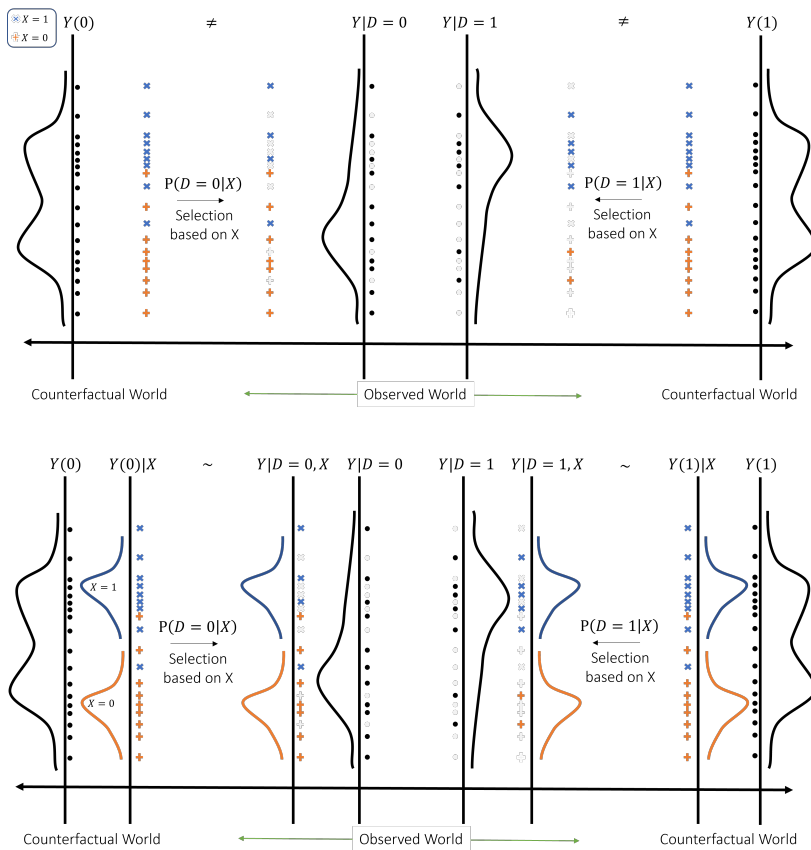 X = 1
X = 0
Y(0) ≠ Y|D = 0 Y|D = 1 ≠ Y(1)
P(D = 0|X)
Selection
based on X
P(D = 1|X)
Selection
based on X
Counterfactual World Observed World Counterfactual World
Y(0) Y(0)|X ~ Y|D = 0, X Y|D = 0 Y|D = 1 Y|D = 1, X ~ Y(1)|X Y(1)
X = 1
P(D = 0|X)
Selection
based on X
X = 0
P(D = 1|X)
Selection
based on X
Counterfactual World Observed World Counterfactual World